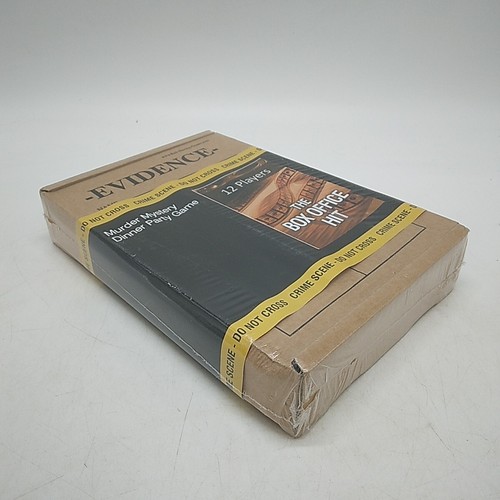 -EVIDENCE-
DO NOT CROSS CRIME SCENE - DO NOT CROSS CRIME SCENE
Murder Mystery
Dinner Party Game
12 Players
THE
BOX OFFICE
HIT
SCENE - DO NOT CROSS CRIME SCENE - DO NOT CROSS CRIME SCENE